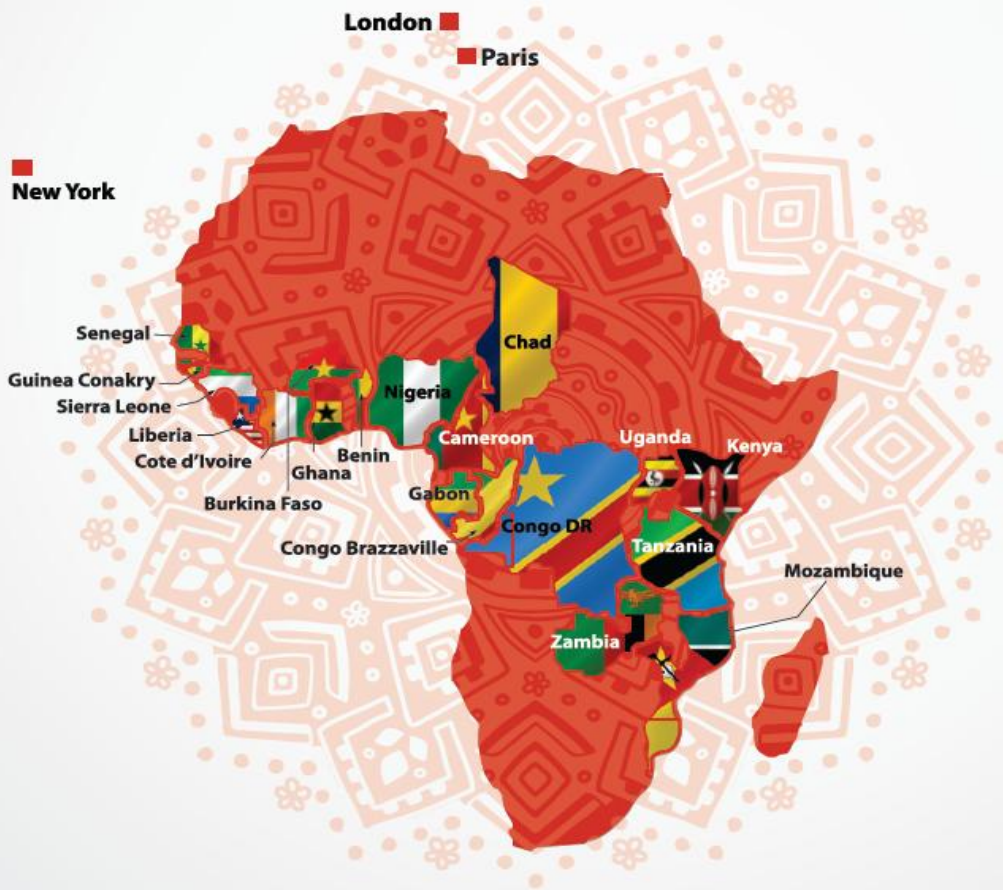 London
Paris
New York
Senegal
Chad
Guinea Conakry
Nigeria
Sierra Leone
Liberia
Cameroon
Uganda
Kenya
Cote d'Ivoire
Benin
Ghana
Gabon
Burkina Faso
Congo DR
Congo Brazzaville
Tanzania
Mozambique
Zambia